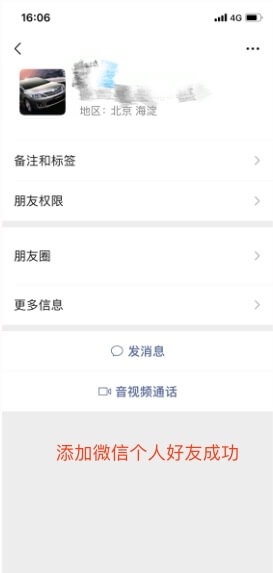 16:06
4G
地区：北京 海淀
备注和标签
朋友权限
朋友圈
更多信息
发消息
音视频通话
添加微信个人好友成功